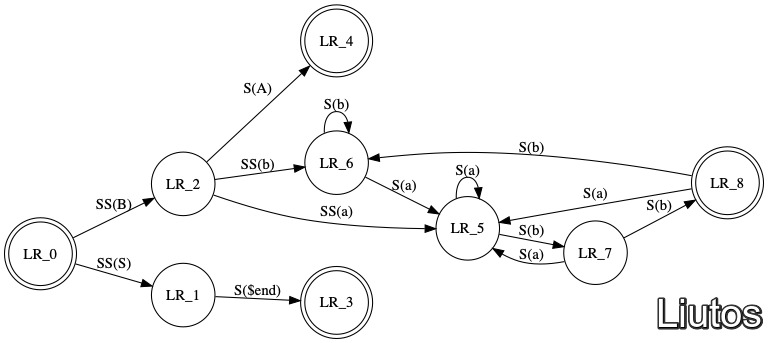 LR_4
S(A)
S(b)
LR_6
SS(b)
S(b)
LR_2
S(a)
S(a)
LR_8
SS(B)
SS(a)
S(a)
S(b)
LR_5
S(b)
LR_0
LR_7
S(a)
SS(S)
LR_1
S($end)
LR_3
Liutos